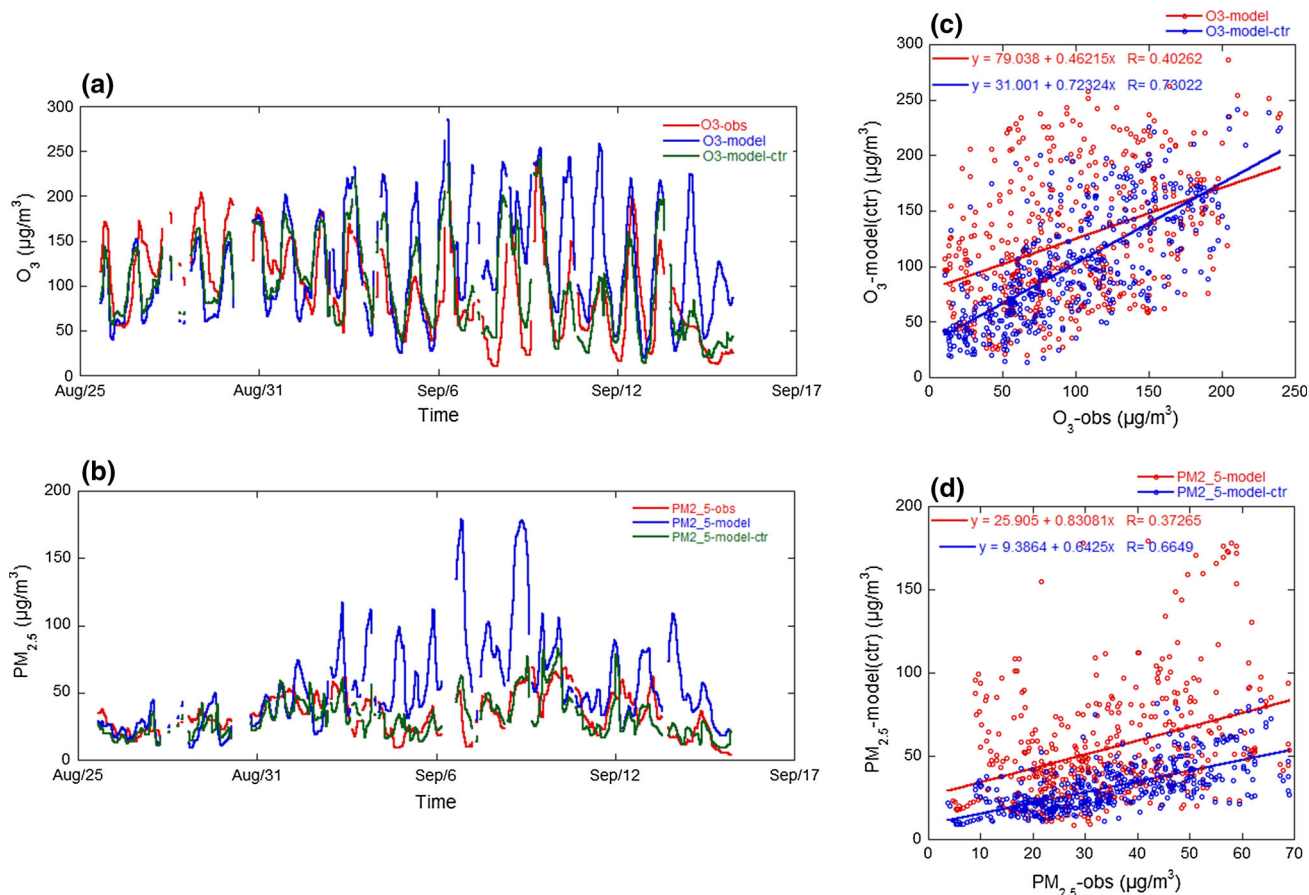 (a)
300
250
200
150
100
50
0
O3 (µg/m3)
O3-obs
O3-model
O3-model-ctr
Aug/25
Aug/31
Sep/6
Sep/12
Sep/17
Time
(b)
200
150
100
50
0
PM2.5 (µg/m3)
PM2_5-obs
PM2_5-model
PM2_5-model-ctr
Aug/25
Aug/31
Sep/6
Sep/12
Sep/17
Time
(c)
O3-model
O3-model-ctr
y = 79.038 + 0.46215x R= 0.40262
y = 31.001 + 0.72324x R= 0.73022
300
250
200
150
100
50
0
O3-model(ctr) (µg/m3)
0
50
100
150
200
250
O3-obs (µg/m3)
(d)
PM2_5-model
PM2_5-model-ctr
y = 25.905 + 0.83081x R= 0.37265
y = 9.3864 + 0.6425x R= 0.6649
200
150
100
50
0
PM2.5-model(ctr) (µg/m3)
0
10
20
30
40
50
60
70
PM2.5-obs (µg/m3)